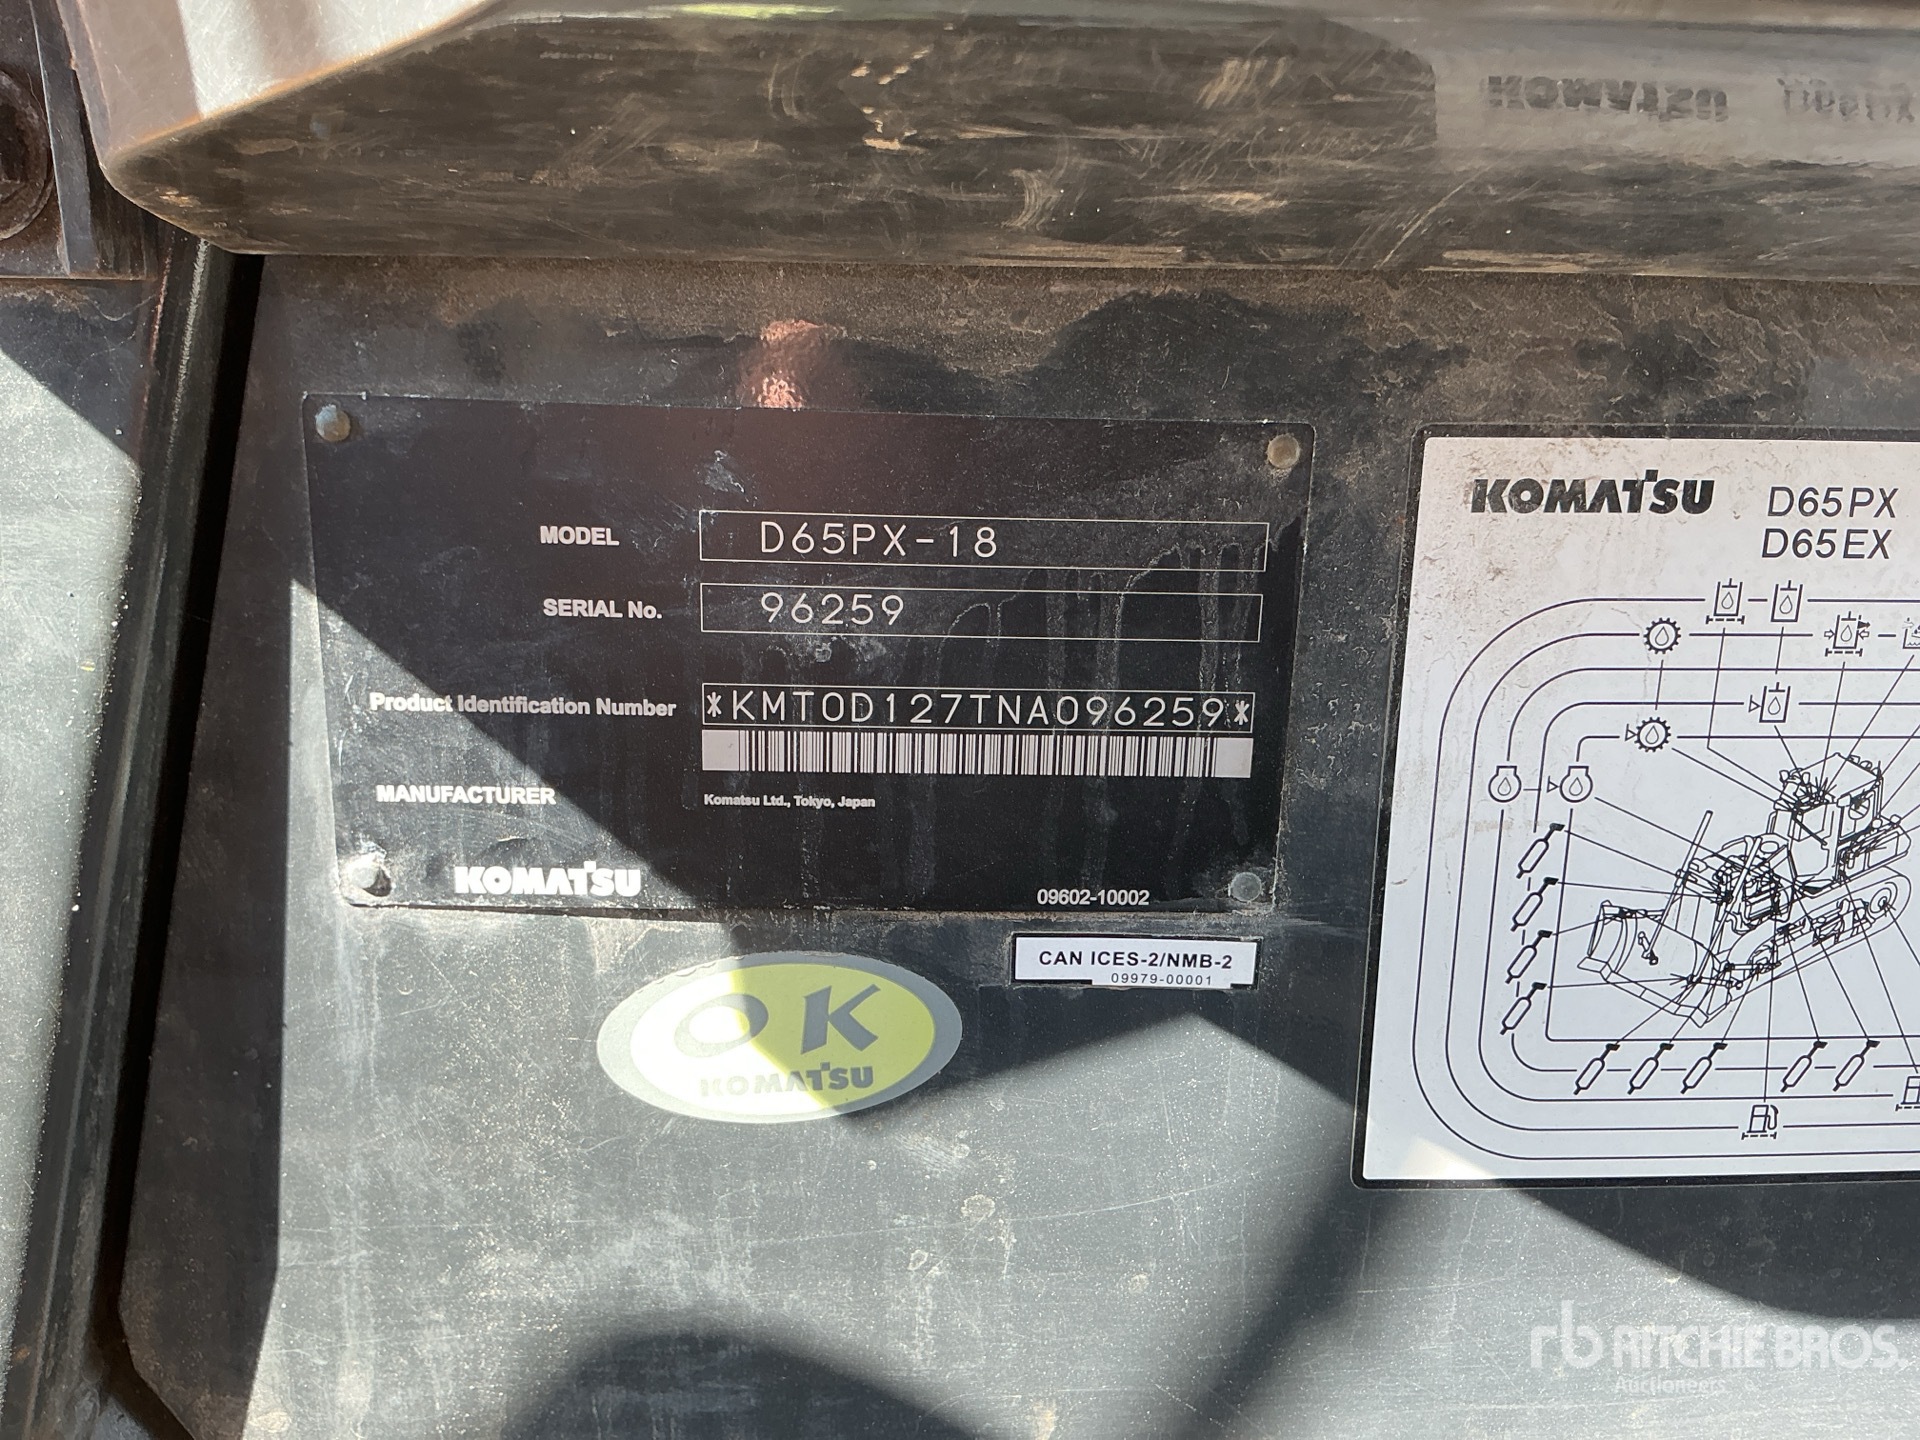 MODEL D65PX-18
SERIAL No. 96259
Product Identification Number *KMT0D127TNA096259*
MANUFACTURER Komatsu Ltd., Tokyo, Japan
KOMATSU 09602-10002
CAN ICES-2/NMB-2
09979-00001
OK
KOMATSU
KOMATSU D65PX
D65EX
rb RITCHIE BROS.
Auctioneers